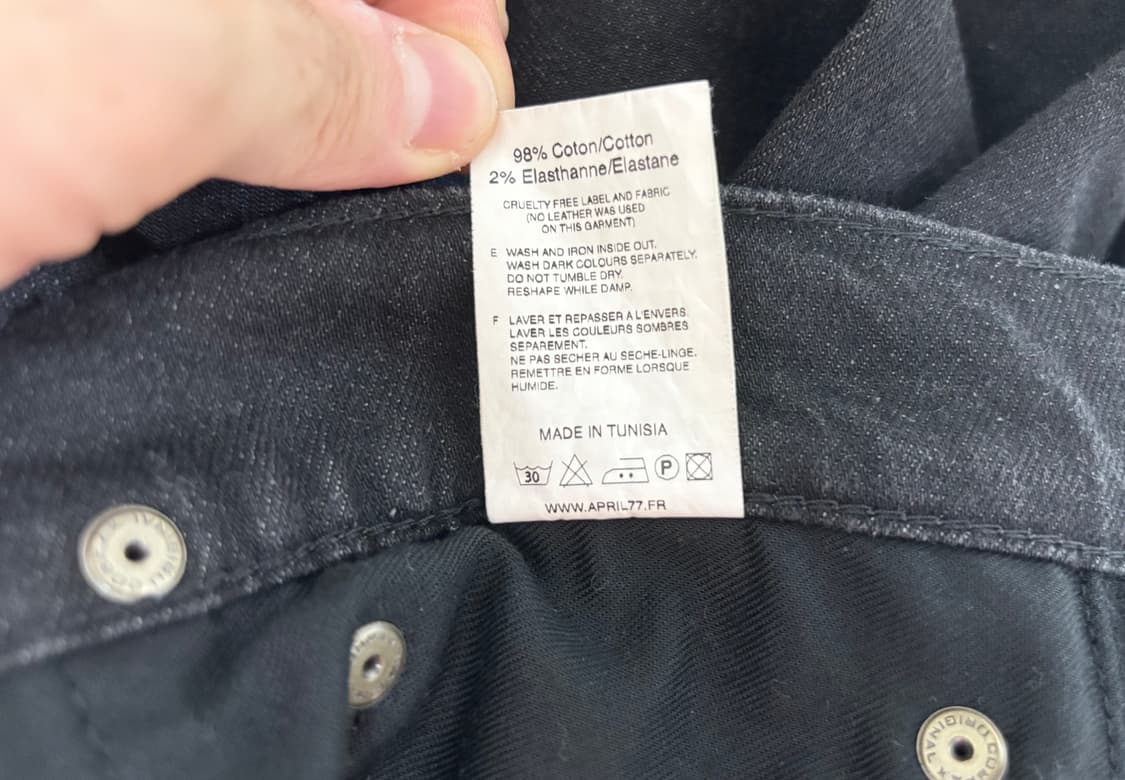 98% Coton/Cotton
2% Elasthanne/Elastane
CRUELTY FREE LABEL AND FABRIC
(NO LEATHER WAS USED
ON THIS GARMENT)
E WASH AND IRON INSIDE OUT.
WASH DARK COLOURS SEPARATELY.
DO NOT TUMBLE DRY.
RESHAPE WHILE DAMP.
F LAVER ET REPASSER A L'ENVERS.
LAVER LES COULEURS SOMBRES
SEPAREMENT.
NE PAS SECHER AU SECHE-LINGE.
REMETTRE EN FORME LORSQUE
HUMIDE.
MADE IN TUNISIA
30 P
WWW.APRIL77.FR
ORIGINAL